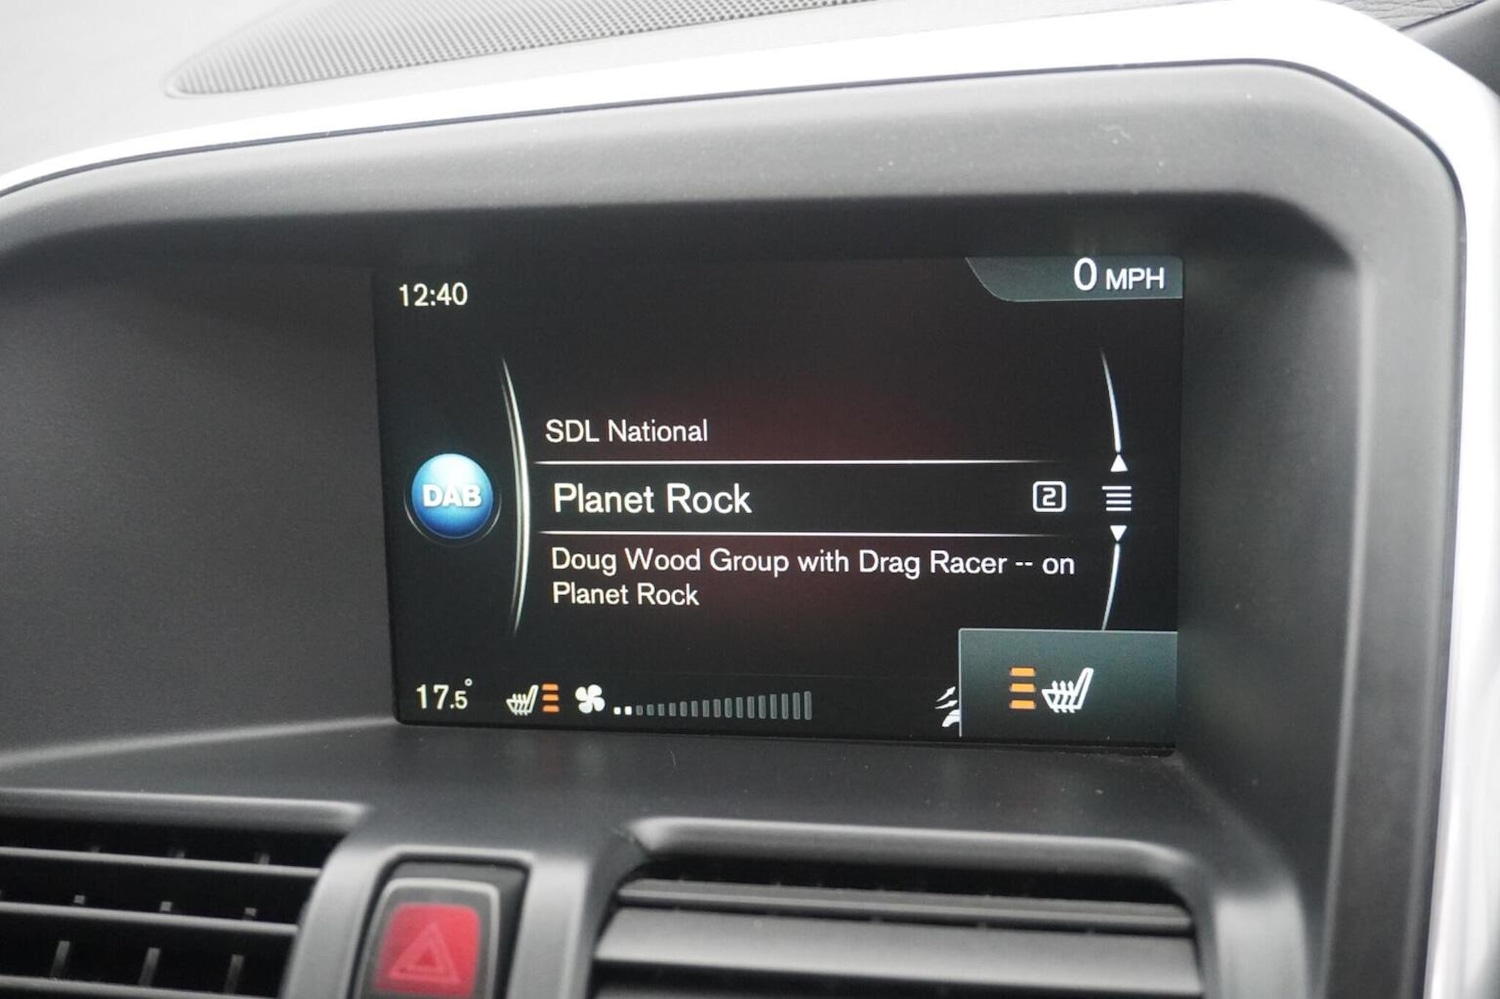 12:40
0 MPH
SDL National
DAB
Planet Rock 2
Doug Wood Group with Drag Racer -- on
Planet Rock
17.5°